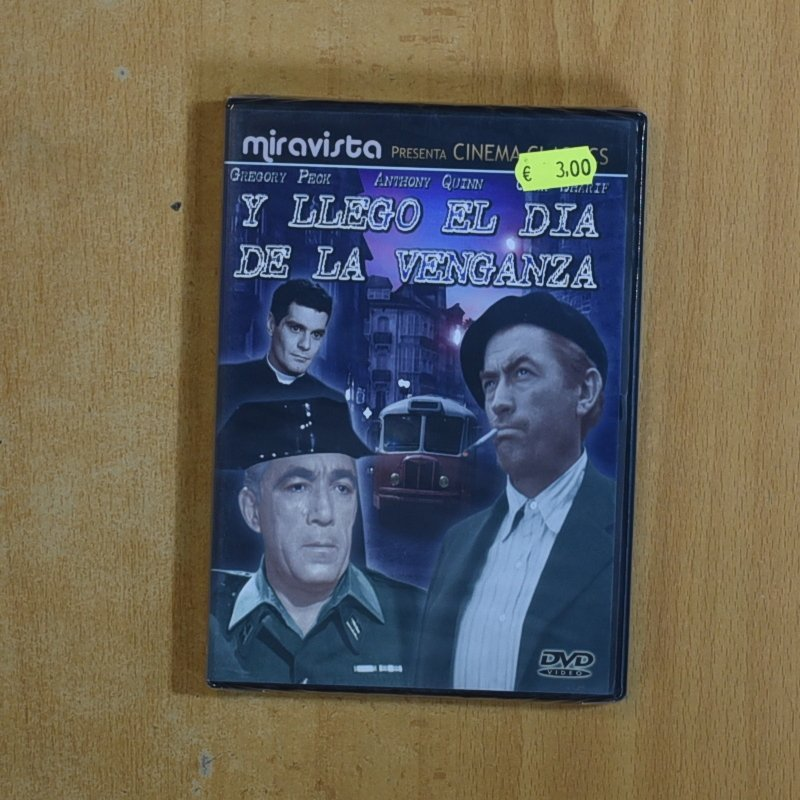 miravista PRESENTA CINEMA
€ 3,00
GREGORY PECK ANTHONY QUINN
Y LLEGO EL DIA
DE LA VENGANZA
DVD
VIDEO